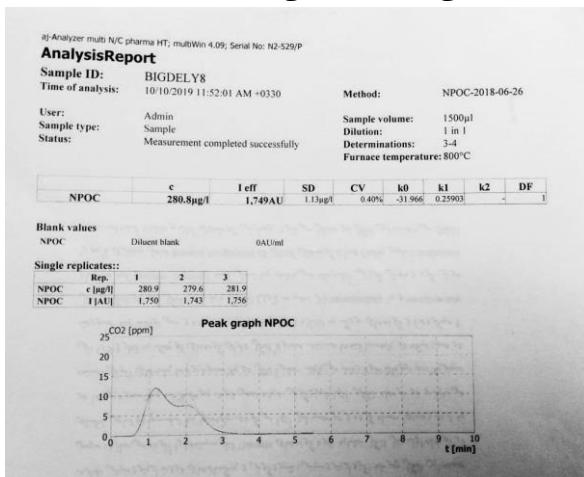 aj-Analyzer multi N/C pharma HT; multiWin 4.09; Serial No: N2-529/P
AnalysisReport
Sample ID: BIGDELY8
Time of analysis: 10/10/2019 11:52:01 AM +0330 Method: NPOC-2018-06-26
User: Admin Sample volume: 1500µl
Sample type: Sample Dilution: 1 in 1
Status: Measurement completed successfully Determinations: 3-4
Furnace temperature: 800°C
c I eff SD CV k0 k1 k2 DF
NPOC 280.8µg/l 1,749AU 1.13µg/l 0.40% -31.966 0.25903 - 1
Blank values
NPOC Diluent blank 0AU/ml
Single replicates::
Rep. 1 2 3
NPOC c [µg/l] 280.9 279.6 281.9
NPOC I [AU] 1,750 1,743 1,756
Peak graph NPOC
CO2 [ppm]
25
20
15
10
5
0
0 1 2 3 4 5 6 7 8 9 10
t [min]